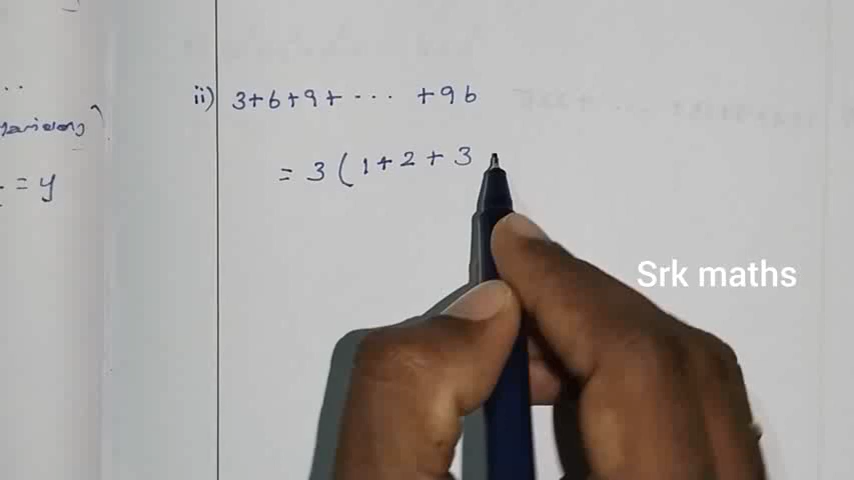 ii) 3+6+9+ ... +96
= 3 ( 1 + 2 + 3
= y
Srk maths